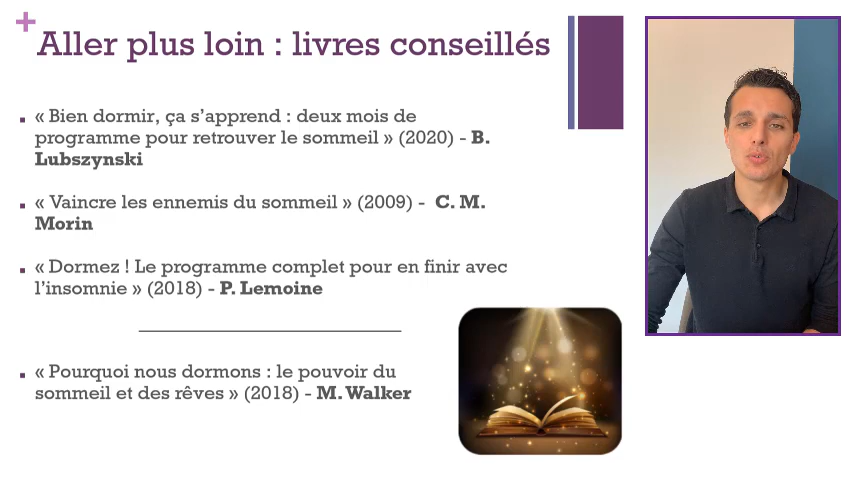 Aller plus loin : livres conseillés
« Bien dormir, ça s’apprend : deux mois de
programme pour retrouver le sommeil » (2020) - B.
Lubszynski
« Vaincre les ennemis du sommeil » (2009) - C. M.
Morin
« Dormez ! Le programme complet pour en finir avec
l’insomnie » (2018) - P. Lemoine
« Pourquoi nous dormons : le pouvoir du
sommeil et des rêves » (2018) - M. Walker